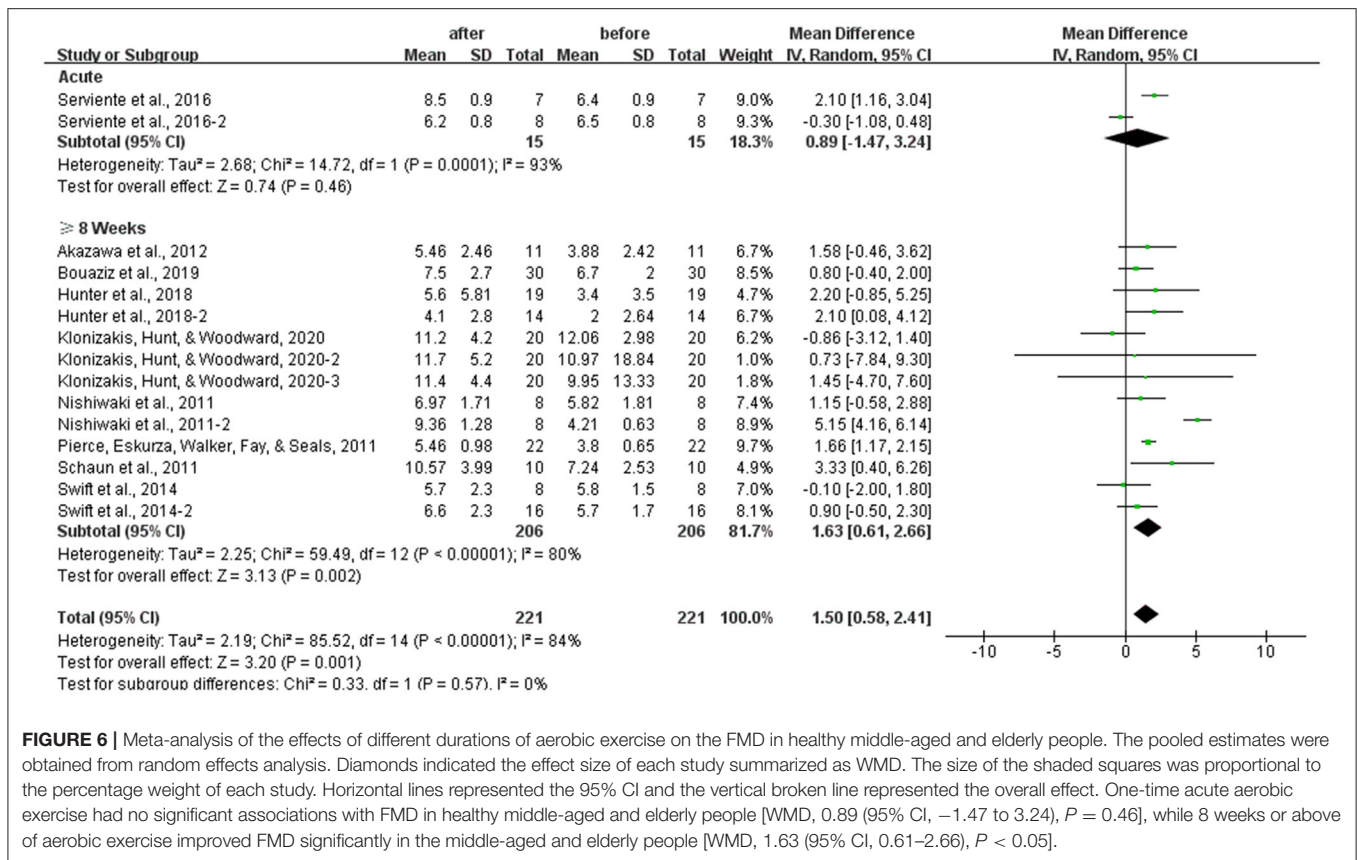 after before Mean Difference Mean Difference
Study or Subgroup Mean SD Total Mean SD Total Weight IV, Random, 95% CI IV, Random, 95% CI
Acute
Serviente et al., 2016 8.5 0.9 7 6.4 0.9 7 9.0% 2.10 [1.16, 3.04]
Serviente et al., 2016-2 6.2 0.8 8 6.5 0.8 8 9.3% -0.30 [-1.08, 0.48]
Subtotal (95% CI) 15 15 18.3% 0.89 [-1.47, 3.24]
Heterogeneity: Tau² = 2.68; Chi² = 14.72, df = 1 (P = 0.0001); I² = 93%
Test for overall effect: Z = 0.74 (P = 0.46)
⩾ 8 Weeks
Akazawa et al., 2012 5.46 2.46 11 3.88 2.42 11 6.7% 1.58 [-0.46, 3.62]
Bouaziz et al., 2019 7.5 2.7 30 6.7 2 30 8.5% 0.80 [-0.40, 2.00]
Hunter et al., 2018 5.6 5.81 19 3.4 3.5 19 4.7% 2.20 [-0.85, 5.25]
Hunter et al., 2018-2 4.1 2.8 14 2 2.64 14 6.7% 2.10 [0.08, 4.12]
Klonizakis, Hunt, & Woodward, 2020 11.2 4.2 20 12.06 2.98 20 6.2% -0.86 [-3.12, 1.40]
Klonizakis, Hunt, & Woodward, 2020-2 11.7 5.2 20 10.97 18.84 20 1.0% 0.73 [-7.84, 9.30]
Klonizakis, Hunt, & Woodward, 2020-3 11.4 4.4 20 9.95 13.33 20 1.8% 1.45 [-4.70, 7.60]
Nishiwaki et al., 2011 6.97 1.71 8 5.82 1.81 8 7.4% 1.15 [-0.58, 2.88]
Nishiwaki et al., 2011-2 9.36 1.28 8 4.21 0.63 8 8.9% 5.15 [4.16, 6.14]
Pierce, Eskurza, Walker, Fay, & Seals, 2011 5.46 0.98 22 3.8 0.65 22 9.7% 1.66 [1.17, 2.15]
Schaun et al., 2011 10.57 3.99 10 7.24 2.53 10 4.9% 3.33 [0.40, 6.26]
Swift et al., 2014 5.7 2.3 8 5.8 1.5 8 7.0% -0.10 [-2.00, 1.80]
Swift et al., 2014-2 6.6 2.3 16 5.7 1.7 16 8.1% 0.90 [-0.50, 2.30]
Subtotal (95% CI) 206 206 81.7% 1.63 [0.61, 2.66]
Heterogeneity: Tau² = 2.25; Chi² = 59.49, df = 12 (P < 0.00001); I² = 80%
Test for overall effect: Z = 3.13 (P = 0.002)
Total (95% CI) 221 221 100.0% 1.50 [0.58, 2.41]
Heterogeneity: Tau² = 2.19; Chi² = 85.52, df = 14 (P < 0.00001); I² = 84%
Test for overall effect: Z = 3.20 (P = 0.001)
Test for subgroup differences: Chi² = 0.33, df = 1 (P = 0.57), I² = 0%
-10 -5 0 5 10
FIGURE 6 | Meta-analysis of the effects of different durations of aerobic exercise on the FMD in healthy middle-aged and elderly people. The pooled estimates were
obtained from random effects analysis. Diamonds indicated the effect size of each study summarized as WMD. The size of the shaded squares was proportional to
the percentage weight of each study. Horizontal lines represented the 95% CI and the vertical broken line represented the overall effect. One-time acute aerobic
exercise had no significant associations with FMD in healthy middle-aged and elderly people [WMD, 0.89 (95% CI, −1.47 to 3.24), P = 0.46], while 8 weeks or above
of aerobic exercise improved FMD significantly in the middle-aged and elderly people [WMD, 1.63 (95% CI, 0.61–2.66), P < 0.05].